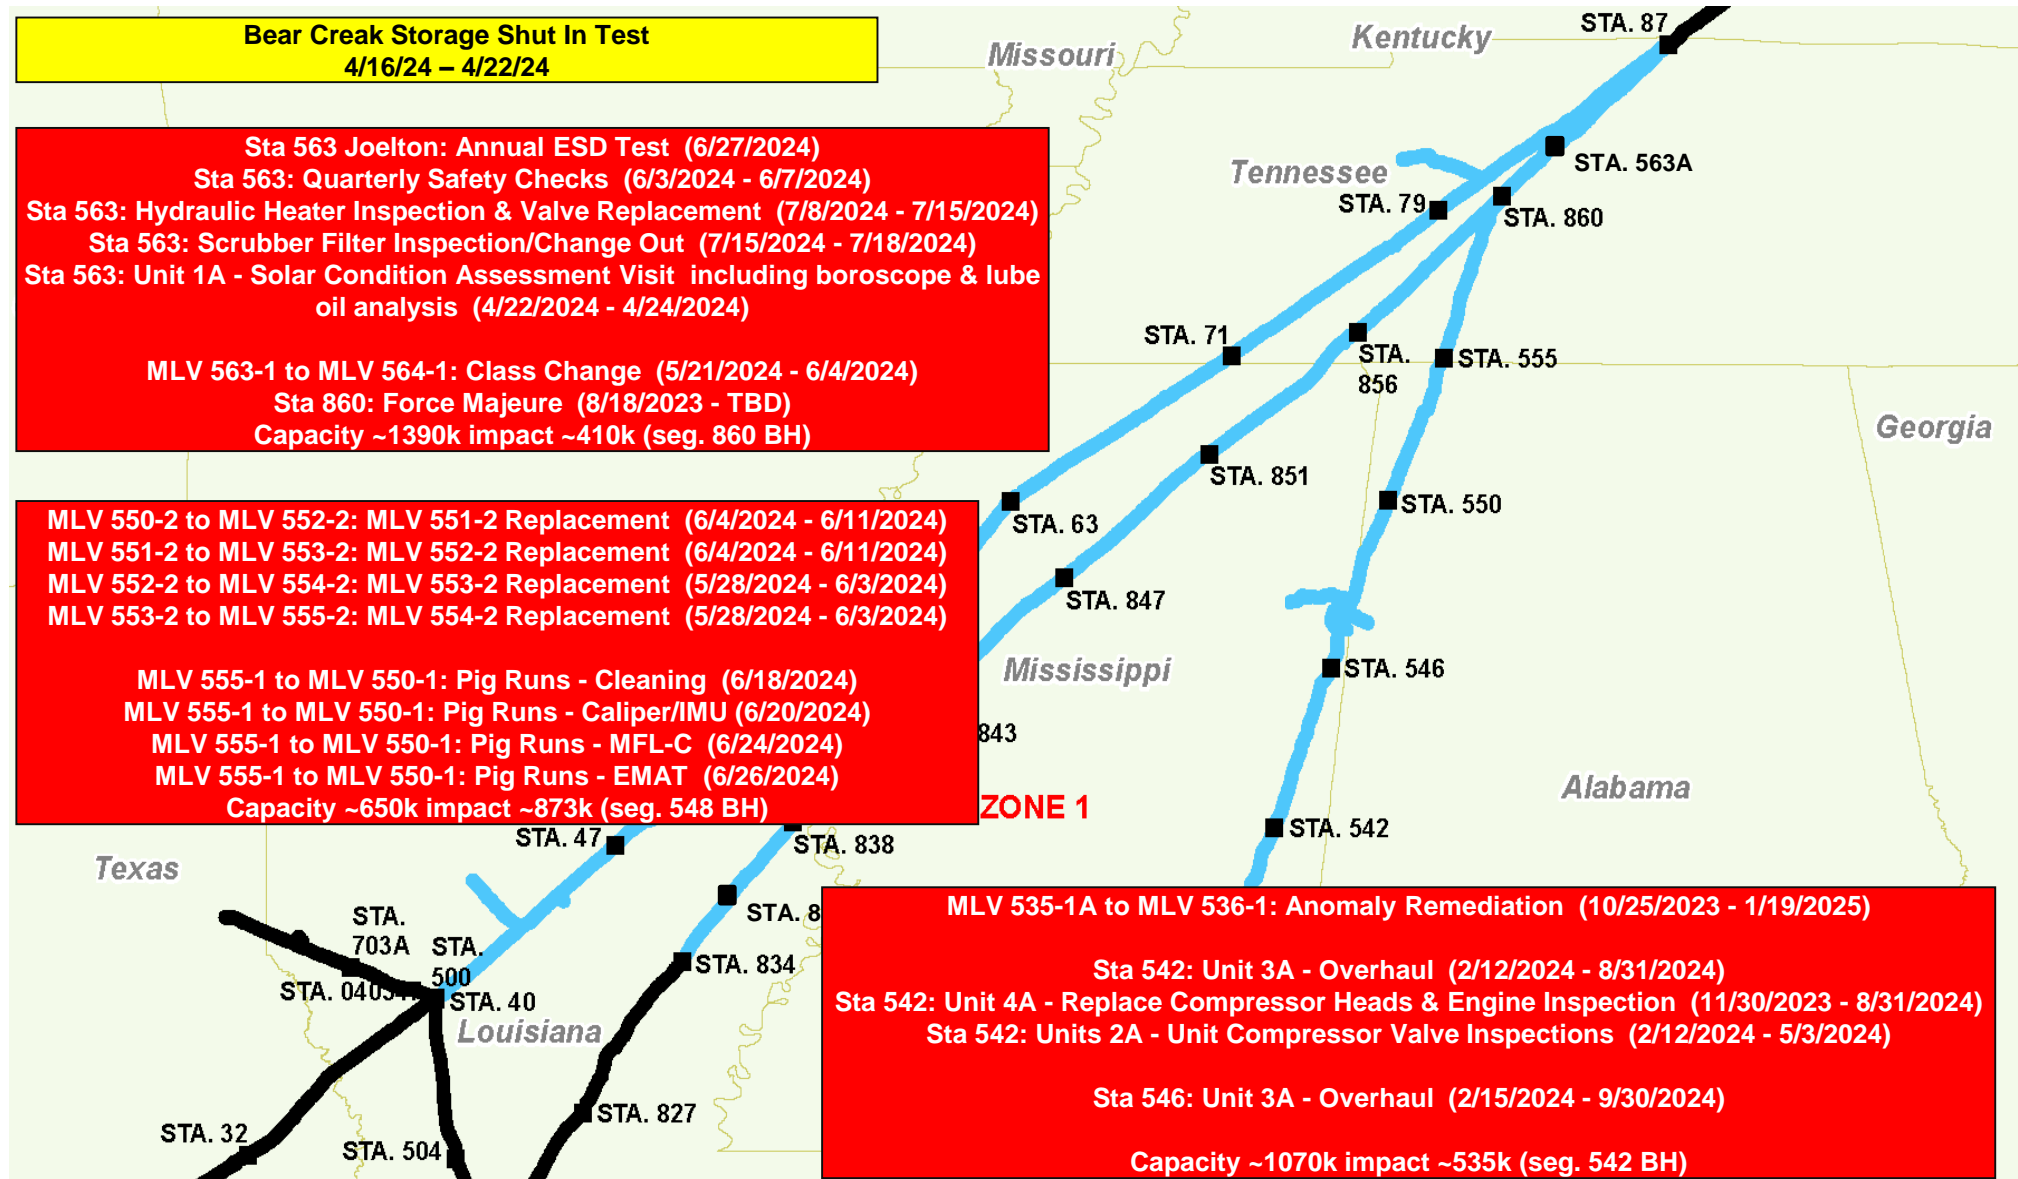 Bear Creak Storage Shut In Test
4/16/24 – 4/22/24
Missouri
Kentucky
STA. 87
Sta 563 Joelton: Annual ESD Test (6/27/2024)
Sta 563: Quarterly Safety Checks (6/3/2024 - 6/7/2024)
Sta 563: Hydraulic Heater Inspection & Valve Replacement (7/8/2024 - 7/15/2024)
Sta 563: Scrubber Filter Inspection/Change Out (7/15/2024 - 7/18/2024)
Sta 563: Unit 1A - Solar Condition Assessment Visit including boroscope & lube
oil analysis (4/22/2024 - 4/24/2024)
MLV 563-1 to MLV 564-1: Class Change (5/21/2024 - 6/4/2024)
Sta 860: Force Majeure (8/18/2023 - TBD)
Capacity ~1390k impact ~410k (seg. 860 BH)
Tennessee
STA. 563A
STA. 79
STA. 860
STA. 71
STA.
856
STA. 555
Georgia
STA. 851
STA. 550
STA. 63
STA. 847
MLV 550-2 to MLV 552-2: MLV 551-2 Replacement (6/4/2024 - 6/11/2024)
MLV 551-2 to MLV 553-2: MLV 552-2 Replacement (6/4/2024 - 6/11/2024)
MLV 552-2 to MLV 554-2: MLV 553-2 Replacement (5/28/2024 - 6/3/2024)
MLV 553-2 to MLV 555-2: MLV 554-2 Replacement (5/28/2024 - 6/3/2024)
MLV 555-1 to MLV 550-1: Pig Runs - Cleaning (6/18/2024)
MLV 555-1 to MLV 550-1: Pig Runs - Caliper/IMU (6/20/2024)
MLV 555-1 to MLV 550-1: Pig Runs - MFL-C (6/24/2024)
MLV 555-1 to MLV 550-1: Pig Runs - EMAT (6/26/2024)
Capacity ~650k impact ~873k (seg. 548 BH)
Mississippi
STA. 546
843
ZONE 1
Alabama
STA. 542
STA. 47
STA. 838
Texas
STA. 8
STA.
703A
STA.
500
STA. 834
STA. 40
Louisiana
STA. 827
STA. 32
STA. 504
MLV 535-1A to MLV 536-1: Anomaly Remediation (10/25/2023 - 1/19/2025)
Sta 542: Unit 3A - Overhaul (2/12/2024 - 8/31/2024)
Sta 542: Unit 4A - Replace Compressor Heads & Engine Inspection (11/30/2023 - 8/31/2024)
Sta 542: Units 2A - Unit Compressor Valve Inspections (2/12/2024 - 5/3/2024)
Sta 546: Unit 3A - Overhaul (2/15/2024 - 9/30/2024)
Capacity ~1070k impact ~535k (seg. 542 BH)